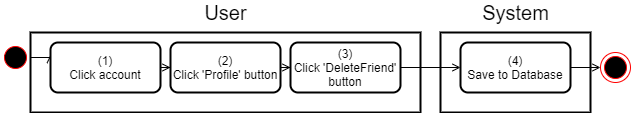 User
System
(1)
Click account
(2)
Click 'Profile' button
(3)
Click 'DeleteFriend'
button
(4)
Save to Database